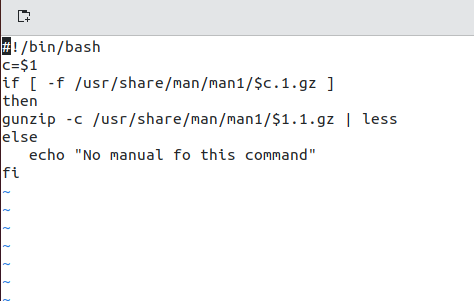 #!/bin/bash
c=$1
if [ -f /usr/share/man/man1/$c.1.gz ]
then
gunzip -c /usr/share/man/man1/$1.1.gz | less
else
   echo "No manual fo this command"
fi
~
~
~
~
~
~
~